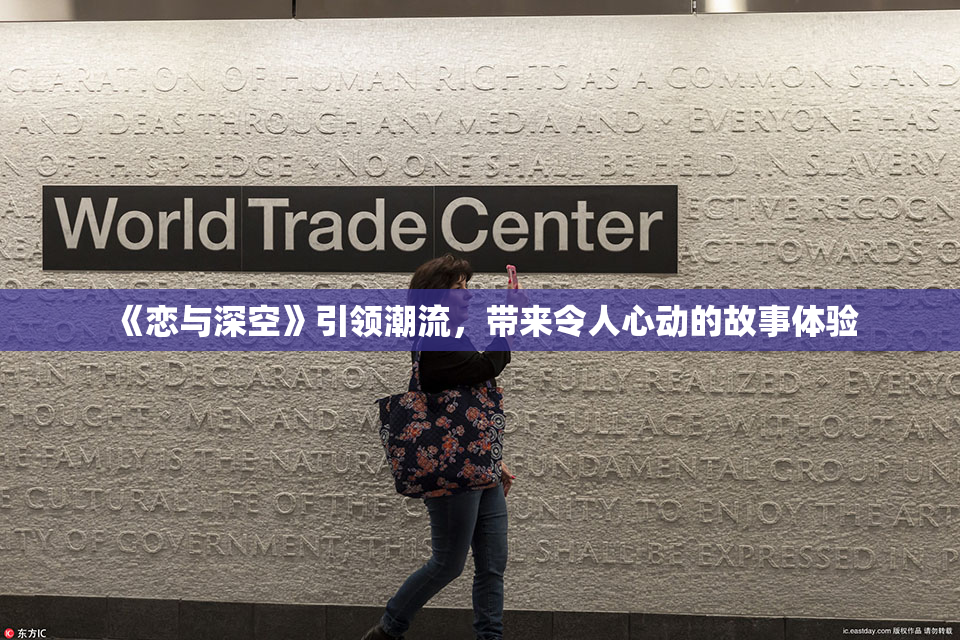 CLARATION OF HUMAN RIGHTS AS A COMMON STAND
AND IDEAS THROUGH ANY MEDIA AND EVERYONE HAS T
N OF THIS PLEDGE NO ONE SHALL BE HELD IN SLAVERY
ECTIVE RECOGN
World Trade Center
ACT TOWARDS O
《恋与深空》引领潮流，带来令人心动的故事体验
H IN THIS DECLARATION FULLY REALIZED EVERYO
THOUGHT MEN AND W OF FULL AGE, WITHO
E FAMILY IS THE NATURA FUNDAMENTAL GROUP
E CULTURAL LIFE OF THE UNITY, TO ENJOY THE ART
TY OF GOVERNMENT; THIS SHALL BE EXPRESSED IN P
东方IC
ic.eastday.com 版权作品 请勿转载